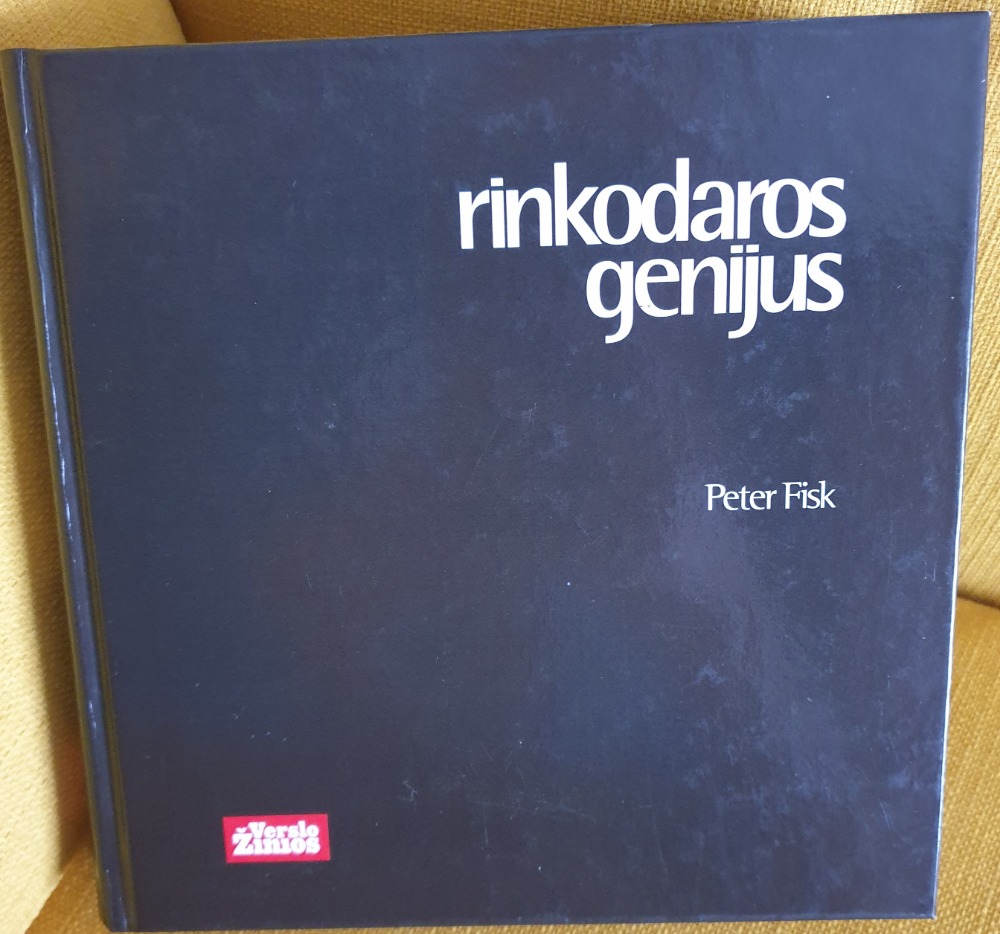 rinkodaros
genijus
Peter Fisk
Verslo
Žinios